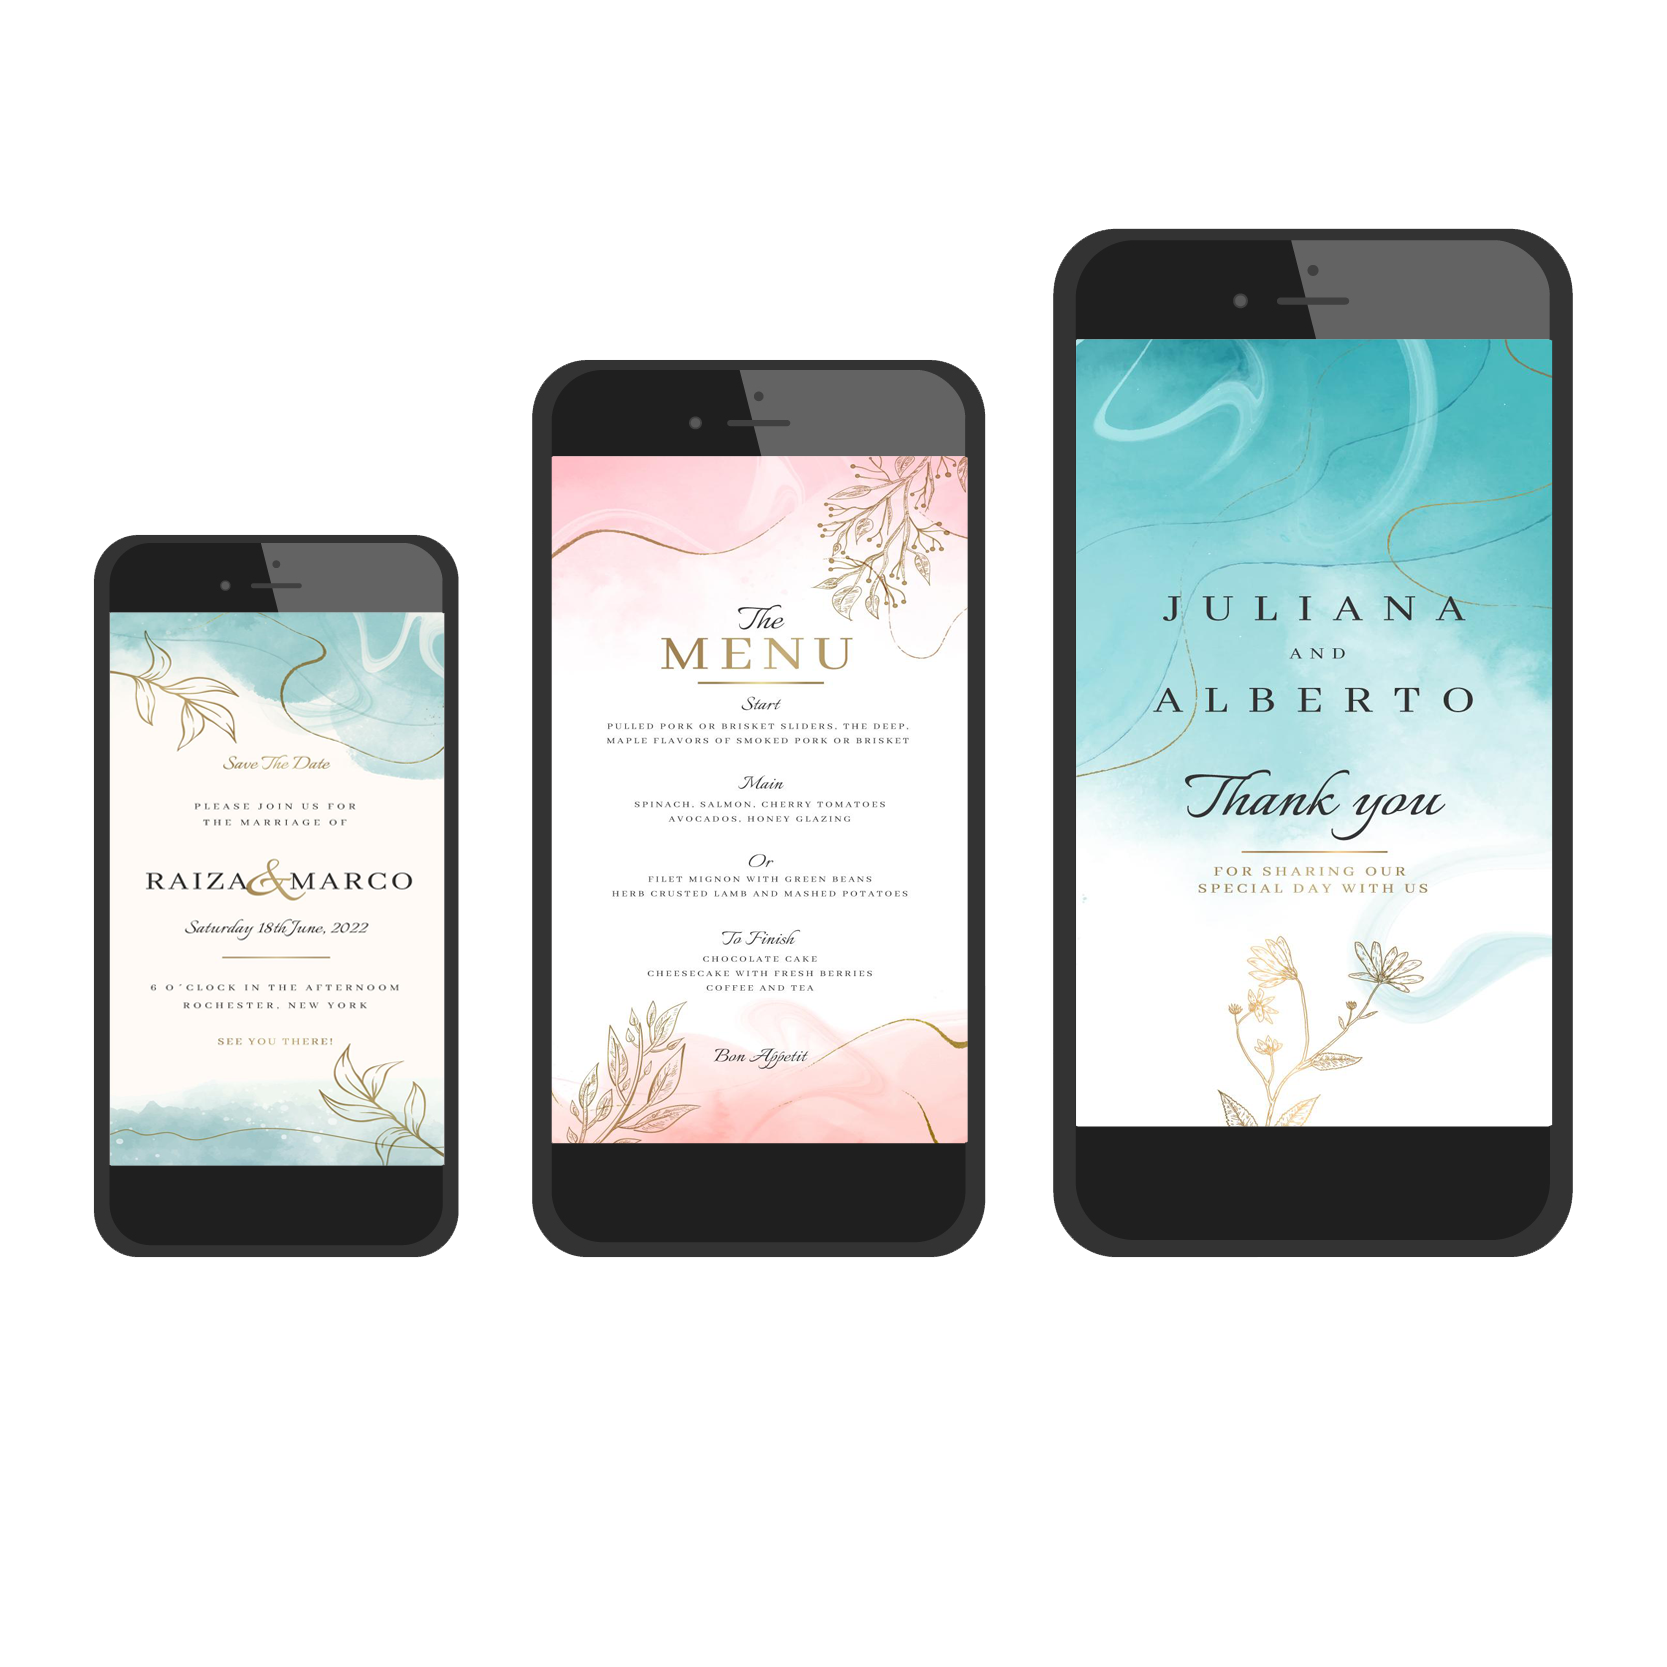 Save The Date
PLEASE JOIN US FOR
THE MARRIAGE OF
RAIZA & MARCO
Saturday 18th June, 2022
6 O'CLOCK IN THE AFTERNOON
ROCHESTER, NEW YORK
SEE YOU THERE!
The
MENU
Start
PULLED PORK OR BRISKET SLIDERS, THE DEEP,
MAPLE FLAVORS OF SMOKED PORK OR BRISKET
Main
SPINACH, SALMON, CHERRY TOMATOES
AVOCADOS, HONEY GLAZING
Or
FILET MIGNON WITH GREEN BEANS
HERB CRUSTED LAMB AND MASHED POTATOES
To Finish
CHOCOLATE CAKE
CHEESECAKE WITH FRESH BERRIES
COFFEE AND TEA
Bon Appetit
JULIANA
AND
ALBERTO
Thank you
FOR SHARING OUR
SPECIAL DAY WITH US